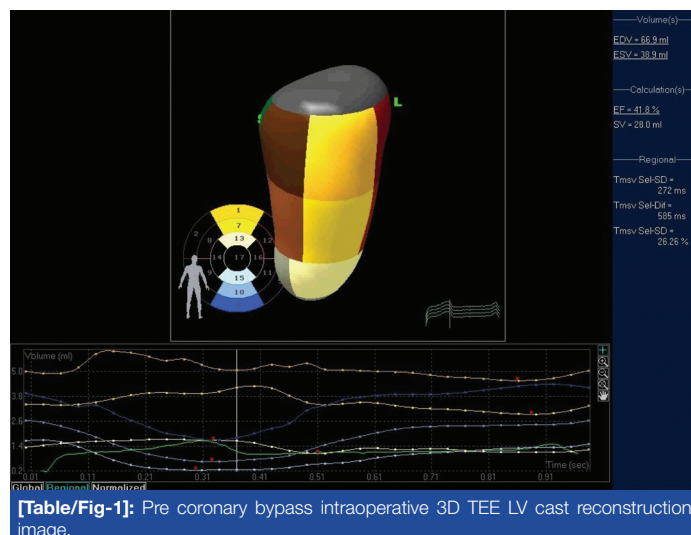 Volume(s)
EDV = 66.9 ml
ESV = 38.9 ml
Calculation(s)
EF = 41.8 %
SV = 28.0 ml
Regional
Tmsv Sel-SD =
272 ms
Tmsv Sel-Dif =
585 ms
Tmsv Sel-SD =
26.26 %
S
L
1
7
2
8
13
12
14
17
16
9
15
11
10
Volume (ml)
5.0
3.8
2.6
1.4
0.2
0.01
0.11
0.21
0.31
0.41
0.51
0.61
0.71
0.81
0.91
Time (sec)
Global Regional Normalized
[Table/Fig-1]: Pre coronary bypass intraoperative 3D TEE LV cast reconstruction
image.